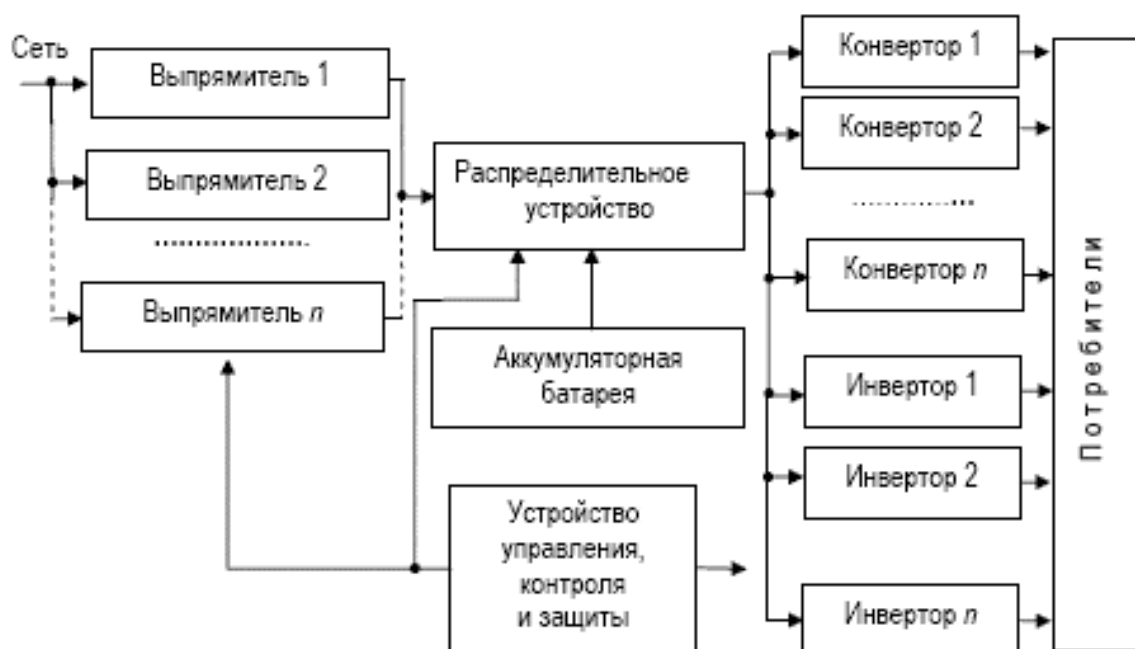 Сеть
Выпрямитель 1
Выпрямитель 2
Выпрямитель n
Распределительное
устройство
Аккумуляторная
батарея
Устройство
управления,
контроля
и защиты
Конвертор 1
Конвертор 2
Конвертор n
Инвертор 1
Инвертор 2
Инвертор n
Потребители